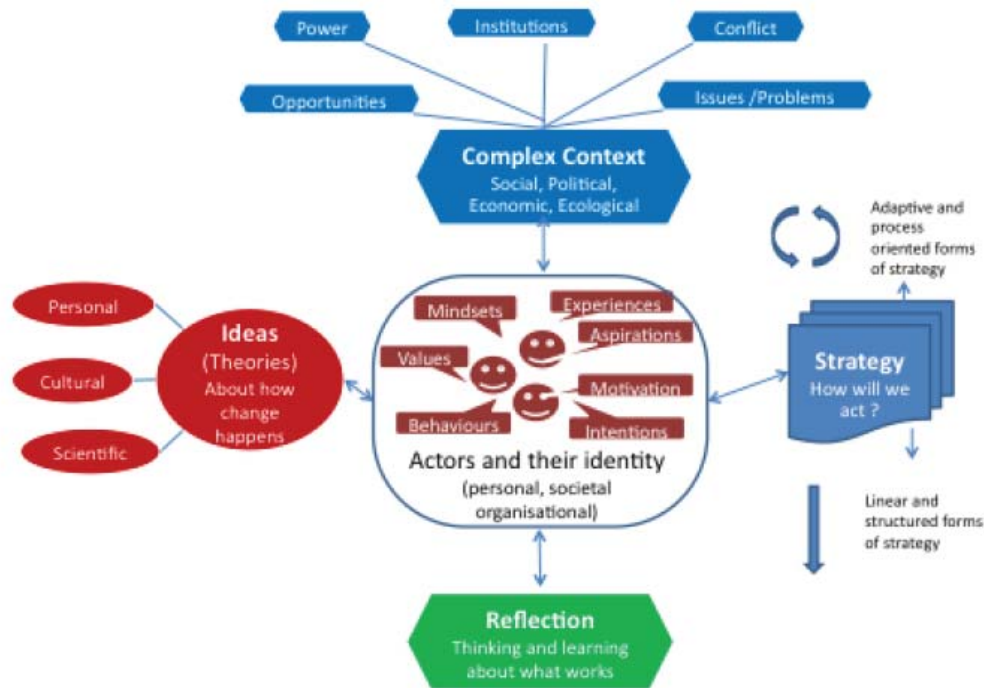 Power
Institutions
Conflict
Opportunities
Issues /Problems
Complex Context
Social, Political,
Economic, Ecological
Adaptive and
process
oriented forms
of strategy
Personal
Cultural
Scientific
Ideas
(Theories)
About how
change
happens
Mindsets
Experiences
Aspirations
Values
Motivation
Behaviours
Intentions
Actors and their identity
(personal, societal
organisational)
Strategy
How will we
act ?
Linear and
structured forms
of strategy
Reflection
Thinking and learning
about what works